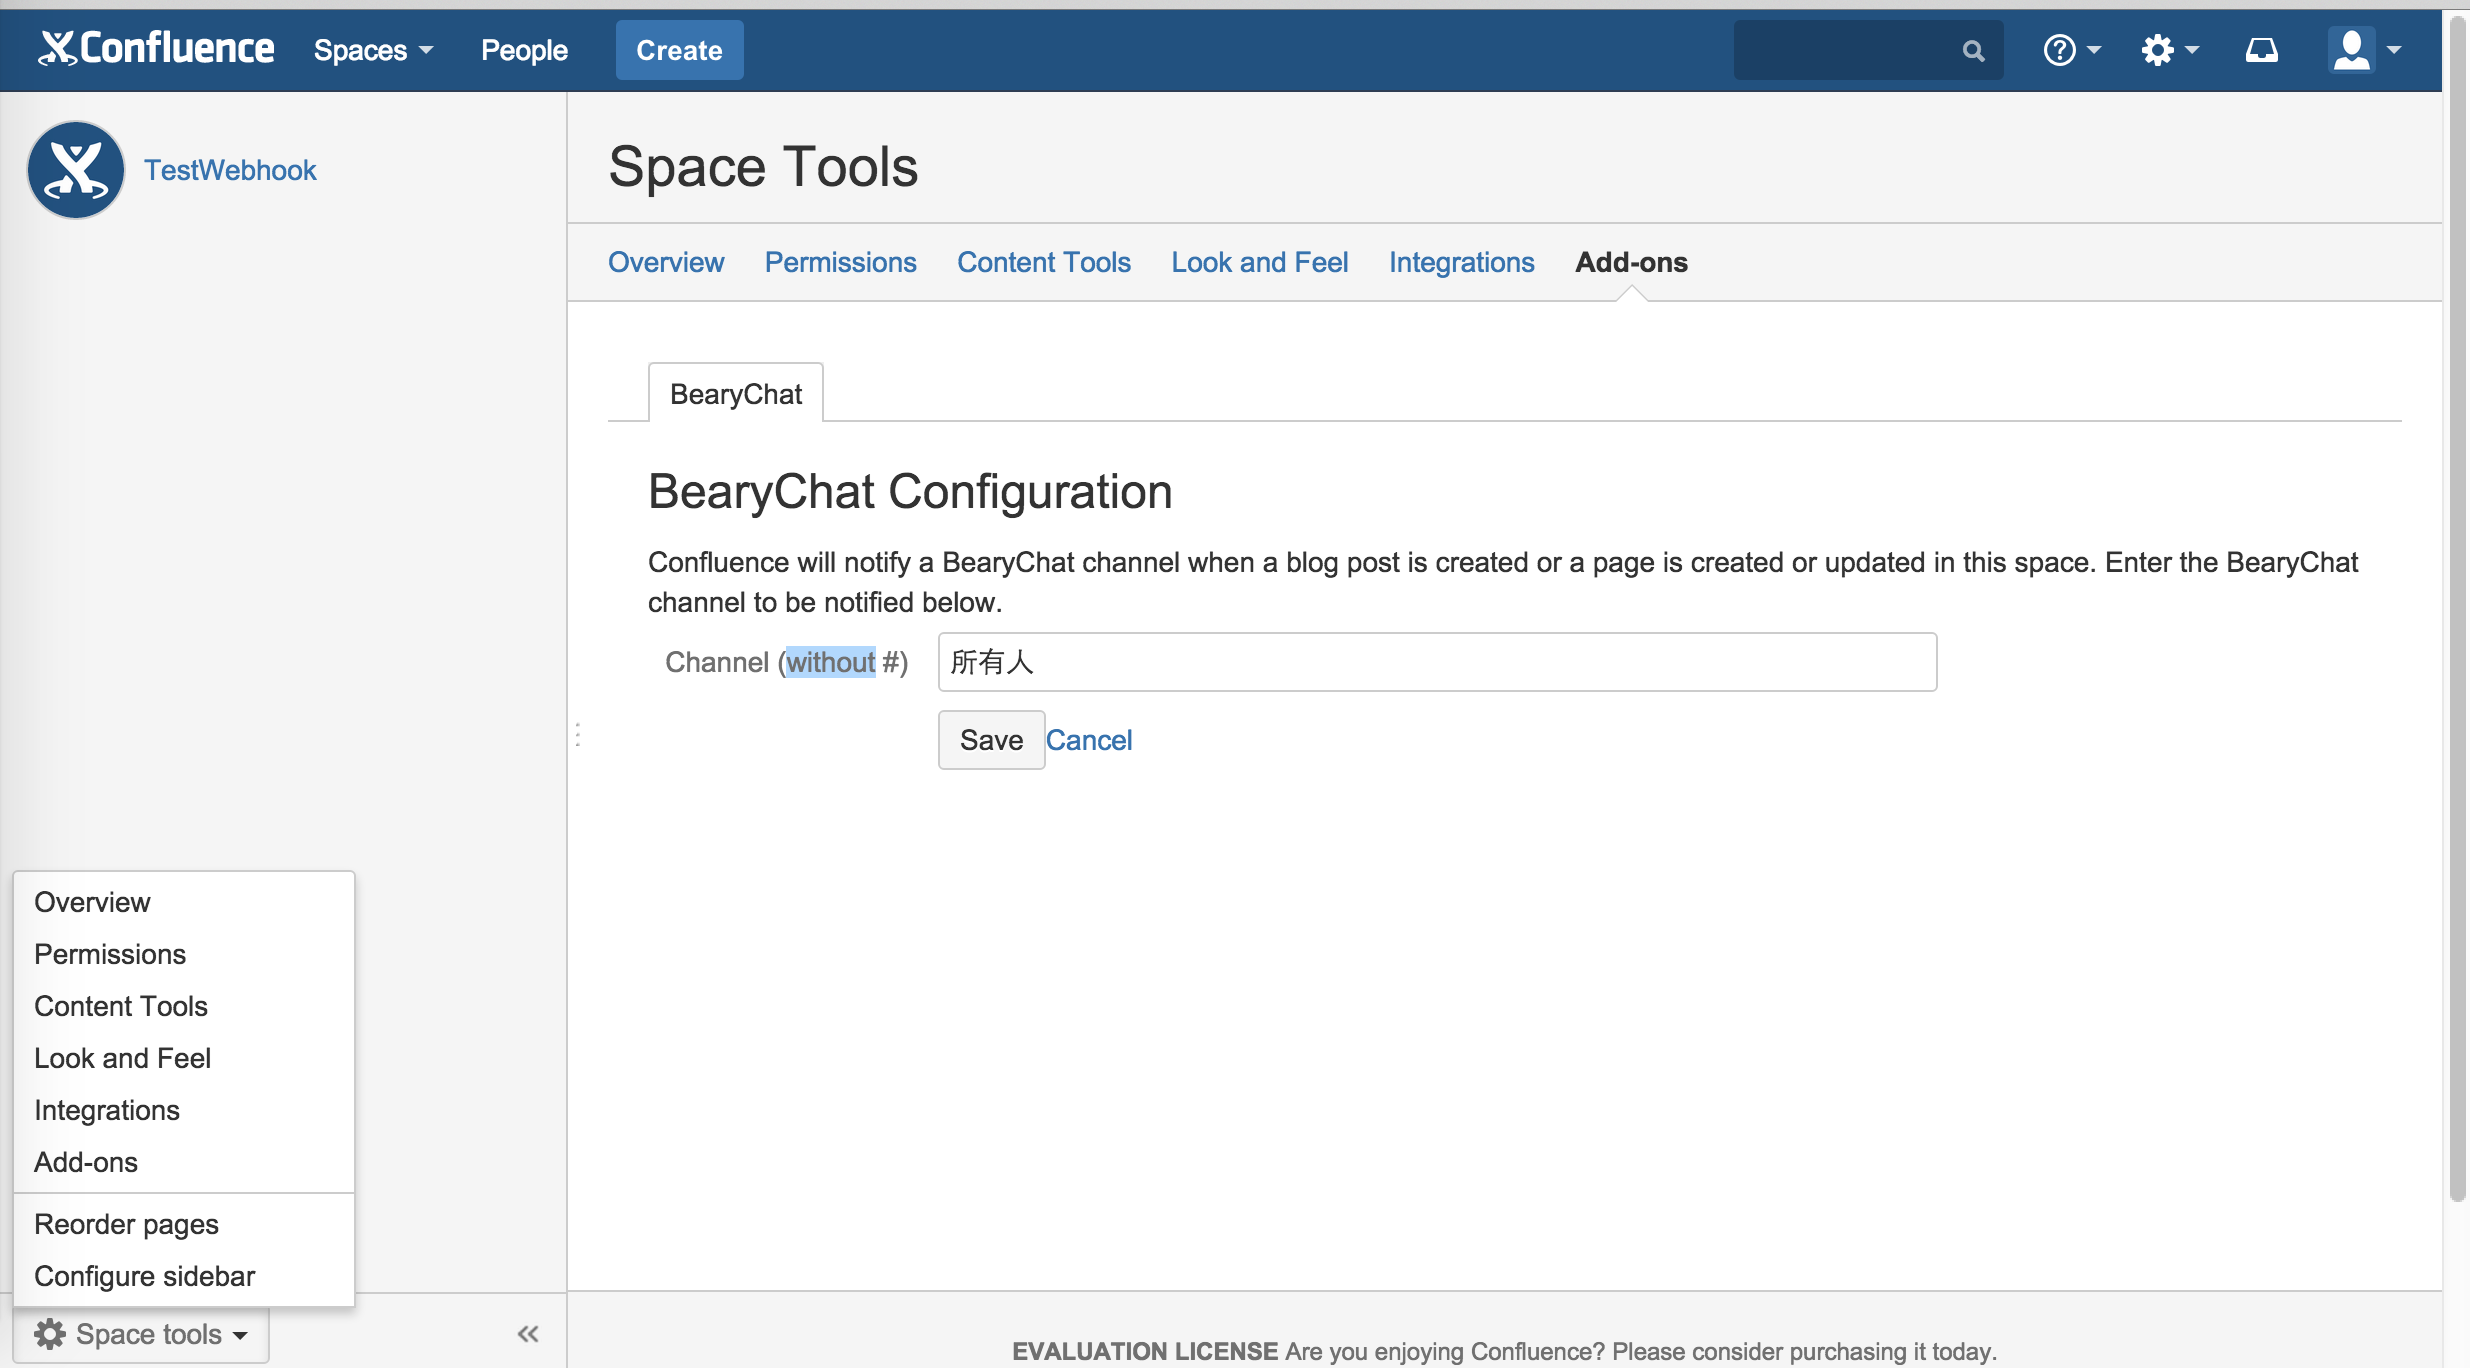 Confluence Spaces People Create
TestWebhook
Space Tools
Overview Permissions Content Tools Look and Feel Integrations Add-ons
BearyChat
BearyChat Configuration
Confluence will notify a BearyChat channel when a blog post is created or a page is created or updated in this space. Enter the BearyChat
channel to be notified below.
Channel (without #) 所有人
Save Cancel
Overview
Permissions
Content Tools
Look and Feel
Integrations
Add-ons
Reorder pages
Configure sidebar
Space tools
EVALUATION LICENSE Are you enjoying Confluence? Please consider purchasing it today.